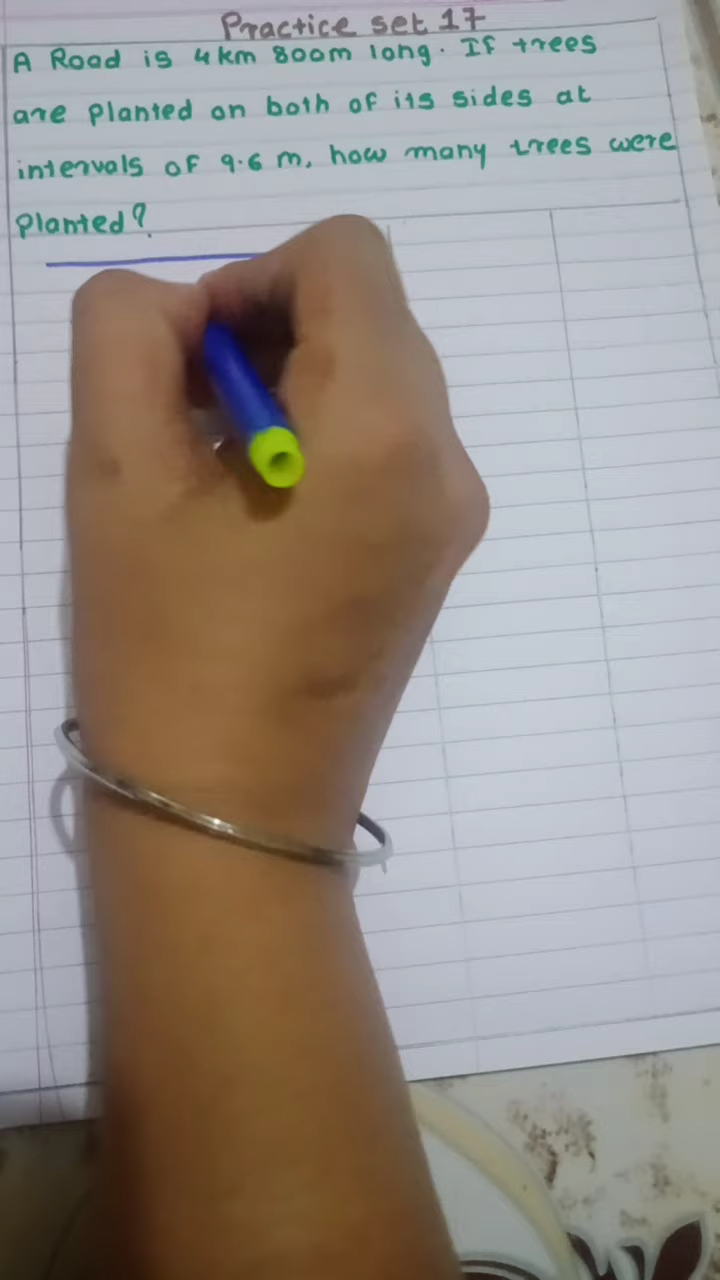 Practice set 17
A Road is 4km 800m long. If trees
are planted on both of its sides at
intervals of 9.6 m, how many trees were
planted?